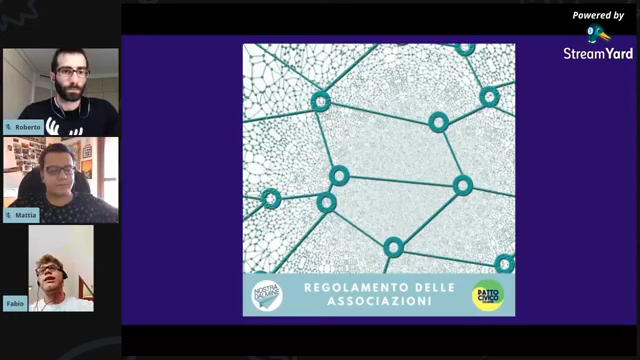 Powered by
StreamYard
Roberto
Mattia
Fabio
REGOLAMENTO DELLE
ASSOCIAZIONI
NOSTRA
DALMINE
PATTO
CIVICO